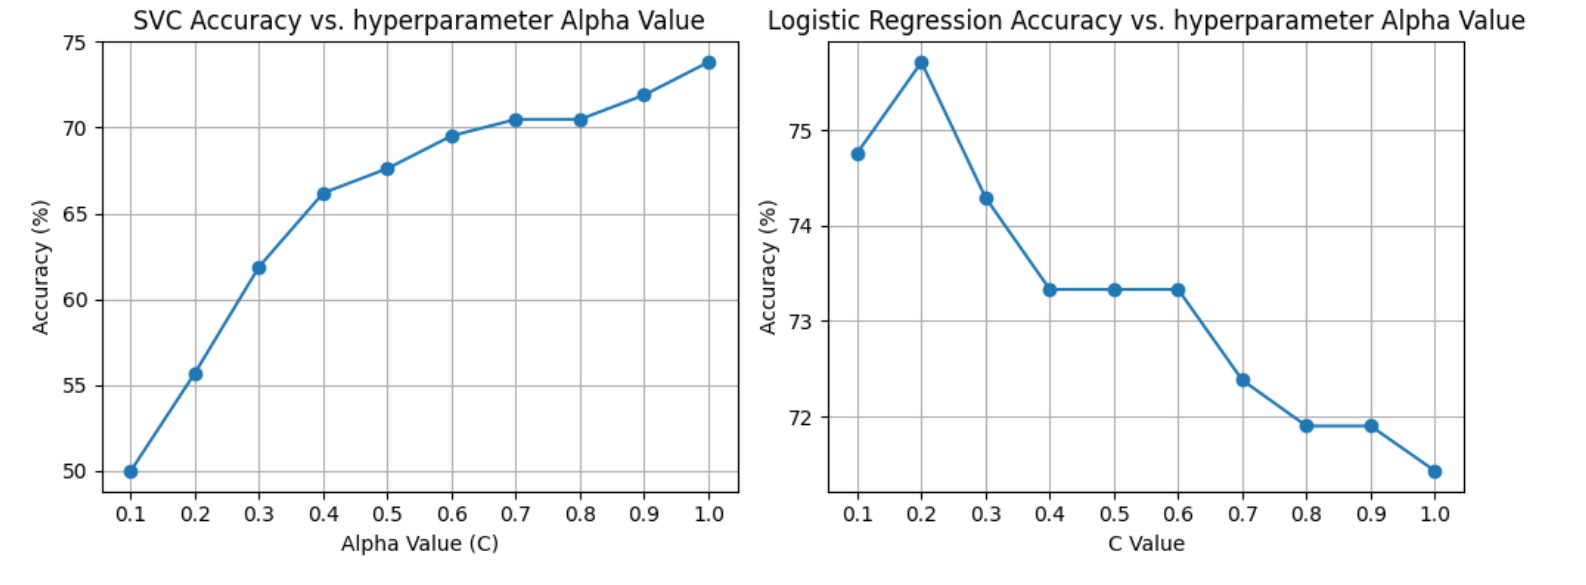 SVC Accuracy vs. hyperparameter Alpha Value
Accuracy (%)
75
70
65
60
55
50
0.1 0.2 0.3 0.4 0.5 0.6 0.7 0.8 0.9 1.0
Alpha Value (C)
Logistic Regression Accuracy vs. hyperparameter Alpha Value
Accuracy (%)
75
74
73
72
0.1 0.2 0.3 0.4 0.5 0.6 0.7 0.8 0.9 1.0
C Value